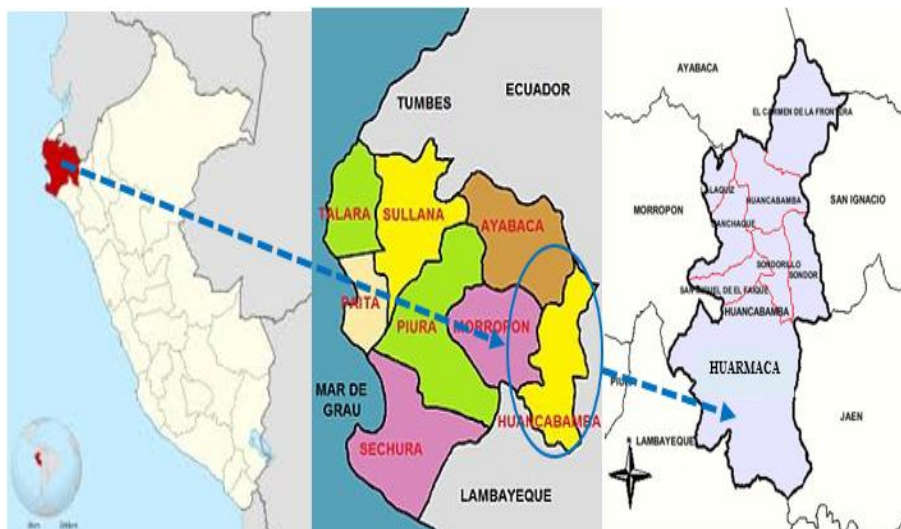 TUMBES
ECUADOR
TALARA
SULLANA
AYABACA
PAITA
PIURA
MORROPON
MAR DE
GRAU
HUANCABAMBA
SECHURA
LAMBAYEQUE
AYABACA
EL CARMEN DE LA FRONTERA
LALAQUIZ
HUANCABAMBA
SAN IGNACIO
MORROPON
CANCHAQUE
SONDORILLO
SONDOR
SAN MIGUEL DE EL FAIQUE
HUANCABAMBA
HUARMACA
PIURA
JAEN
LAMBAYEQUE